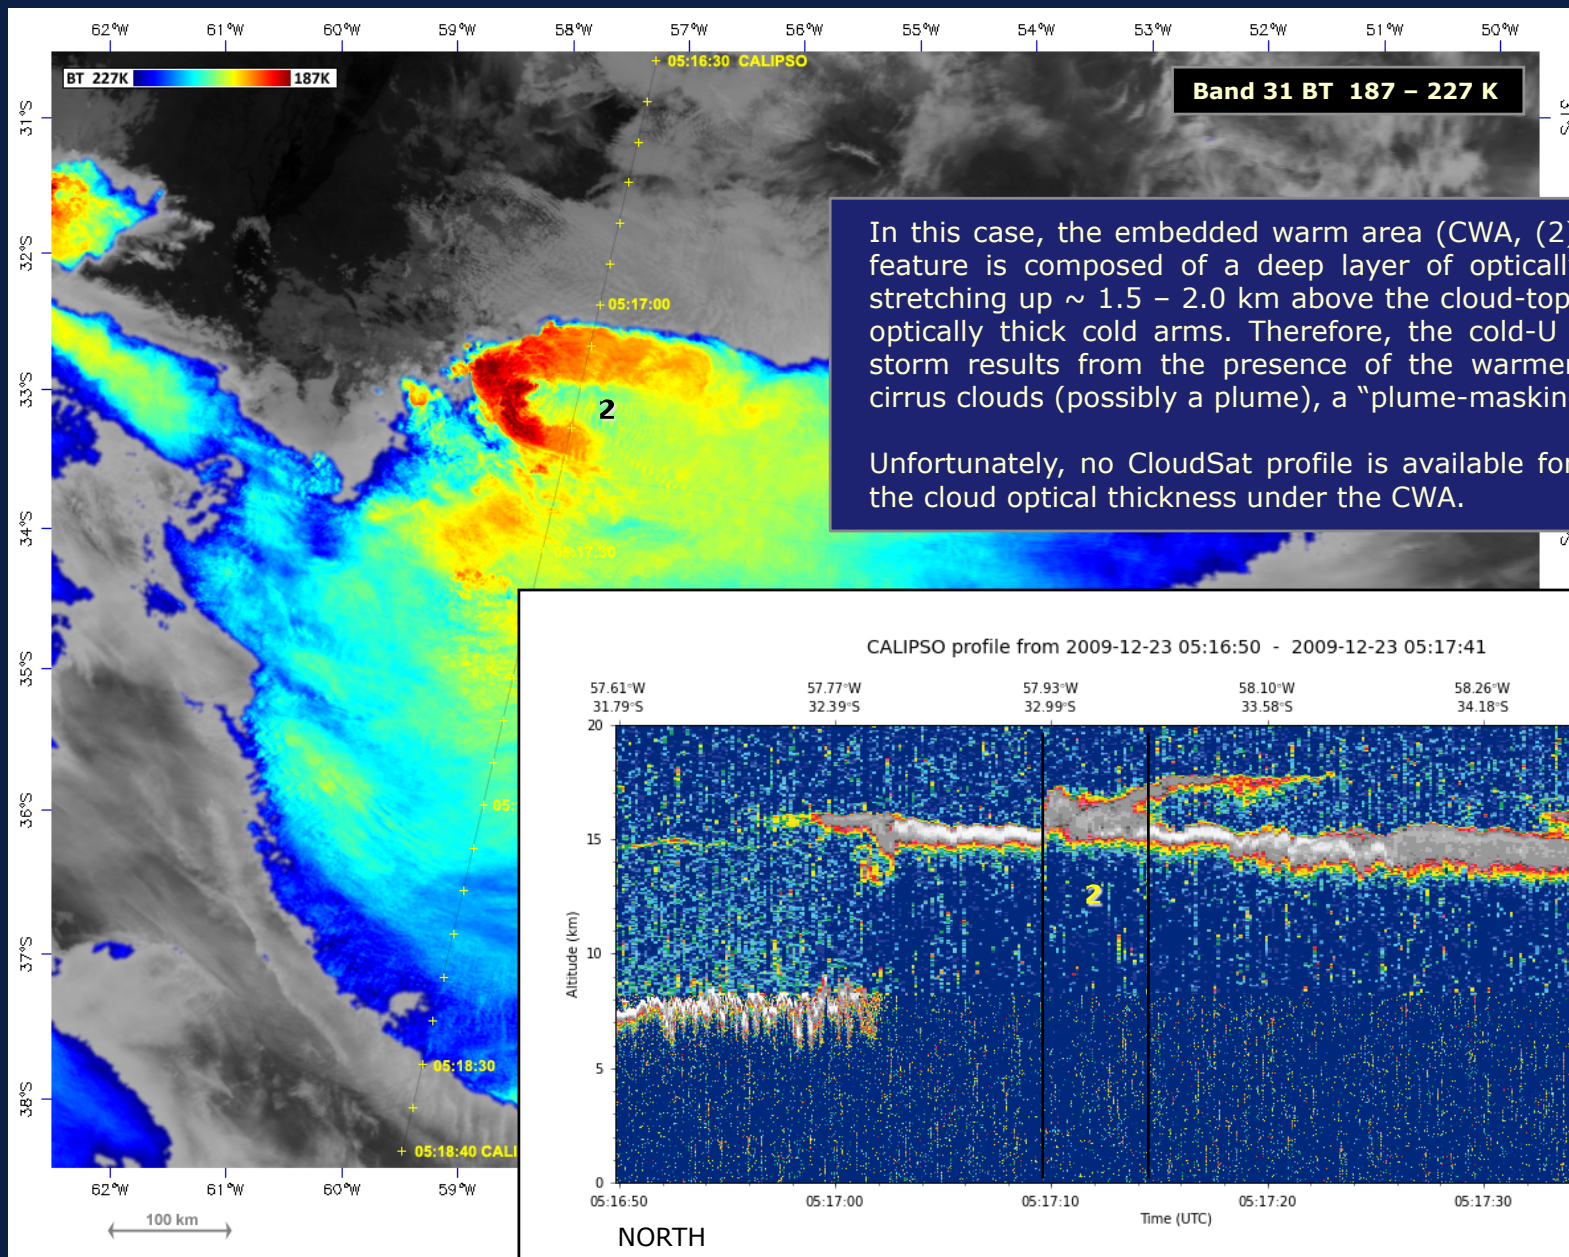 62°W 61°W 60°W 59°W 58°W 57°W 56°W 55°W 54°W 53°W 52°W 51°W 50°W
05:16:30 CALIPSO
BT 227K 187K
Band 31 BT 187 – 227 K
31°S
32°S
33°S
34°S
35°S
36°S
37°S
38°S
In this case, the embedded warm area (CWA, (2)
feature is composed of a deep layer of optically
stretching up ~ 1.5 – 2.0 km above the cloud-top
optically thick cold arms. Therefore, the cold-U
storm results from the presence of the warmer
cirrus clouds (possibly a plume), a “plume-maskin
Unfortunately, no CloudSat profile is available for
the cloud optical thickness under the CWA.
05:17:00
2
05:17:30
05:
05:18:30
05:18:40 CALI
62°W 61°W 60°W 59°W
100 km
CALIPSO profile from 2009-12-23 05:16:50 - 2009-12-23 05:17:41
57.61°W 57.77°W 57.93°W 58.10°W 58.26°W
31.79°S 32.39°S 32.99°S 33.58°S 34.18°S
20
15
10
5
0
Altitude (km)
2
05:16:50 05:17:00 05:17:10 05:17:20 05:17:30
Time (UTC)
NORTH